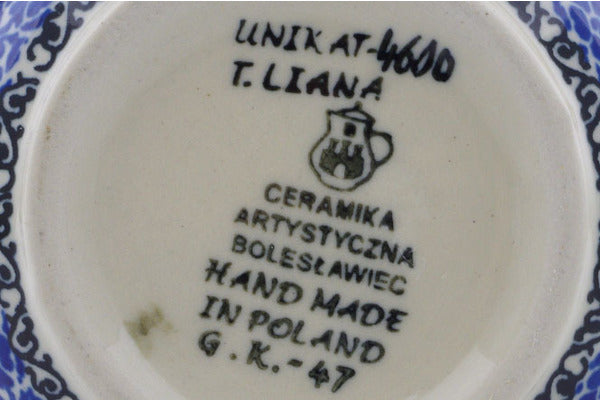 UNIKAT-4600
T. LIANA
CERAMIKA
ARTYSTYCZNA
BOLESŁAWIEC
HAND MADE
IN POLAND
G.K.-47